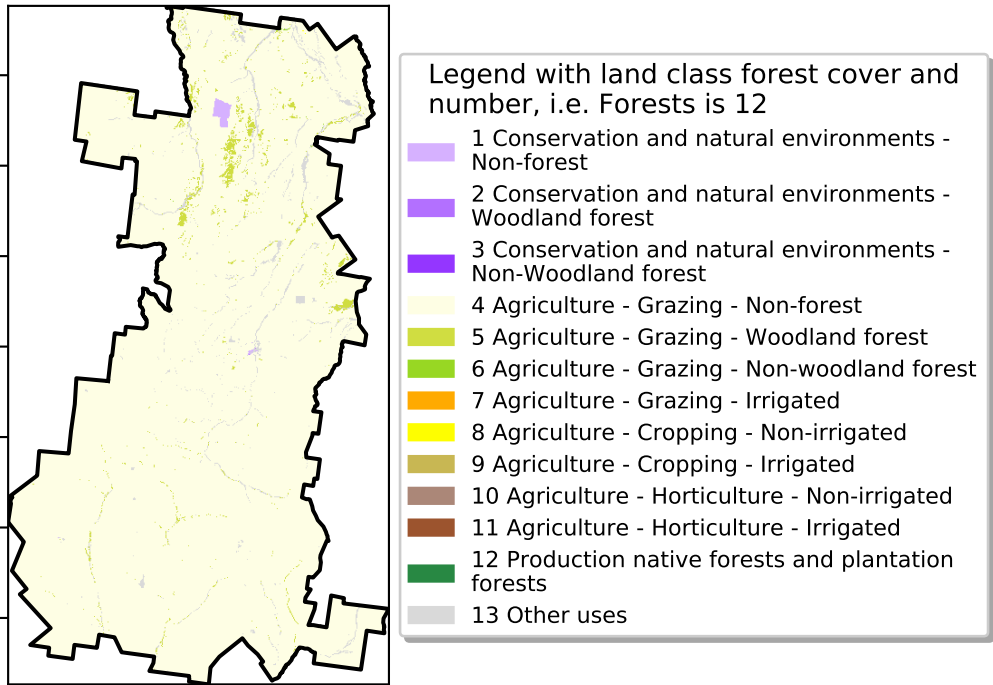 Legend with land class forest cover and
number, i.e. Forests is 12
1 Conservation and natural environments -
Non-forest
2 Conservation and natural environments -
Woodland forest
3 Conservation and natural environments -
Non-Woodland forest
4 Agriculture - Grazing - Non-forest
5 Agriculture - Grazing - Woodland forest
6 Agriculture - Grazing - Non-woodland forest
7 Agriculture - Grazing - Irrigated
8 Agriculture - Cropping - Non-irrigated
9 Agriculture - Cropping - Irrigated
10 Agriculture - Horticulture - Non-irrigated
11 Agriculture - Horticulture - Irrigated
12 Production native forests and plantation
forests
13 Other uses